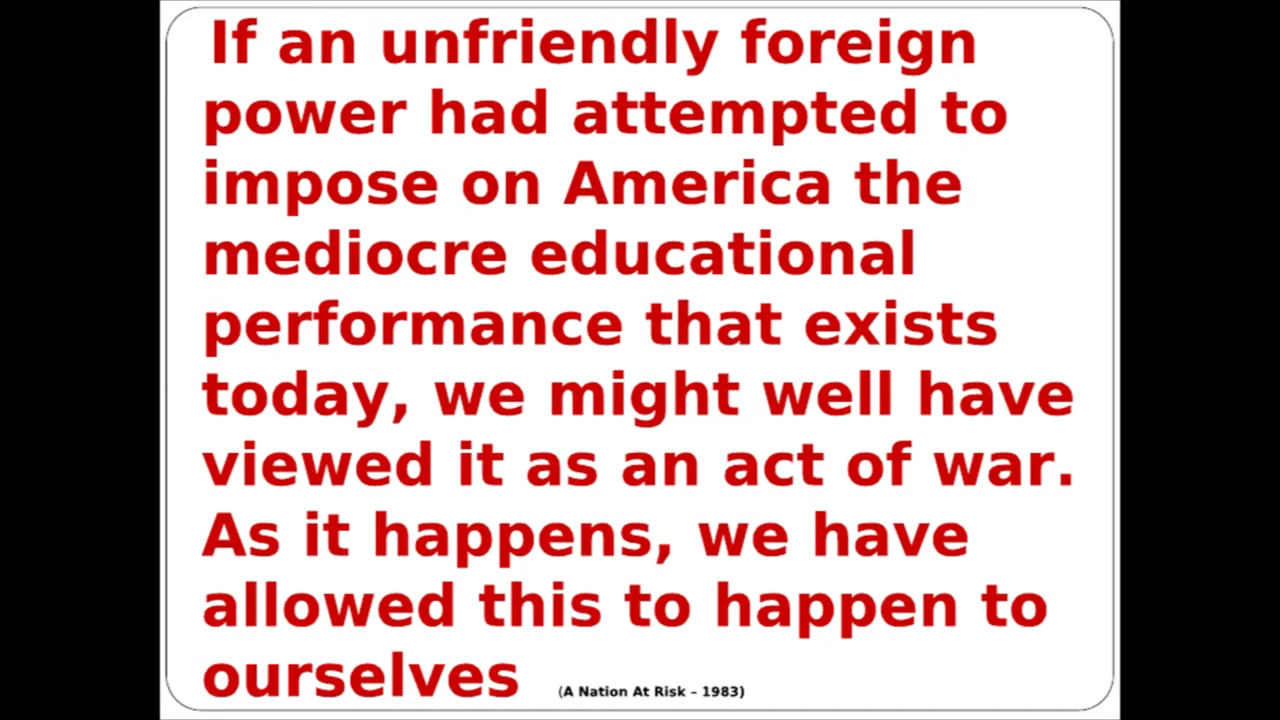 If an unfriendly foreign
power had attempted to
impose on America the
mediocre educational
performance that exists
today, we might well have
viewed it as an act of war.
As it happens, we have
allowed this to happen to
ourselves (A Nation At Risk – 1983)